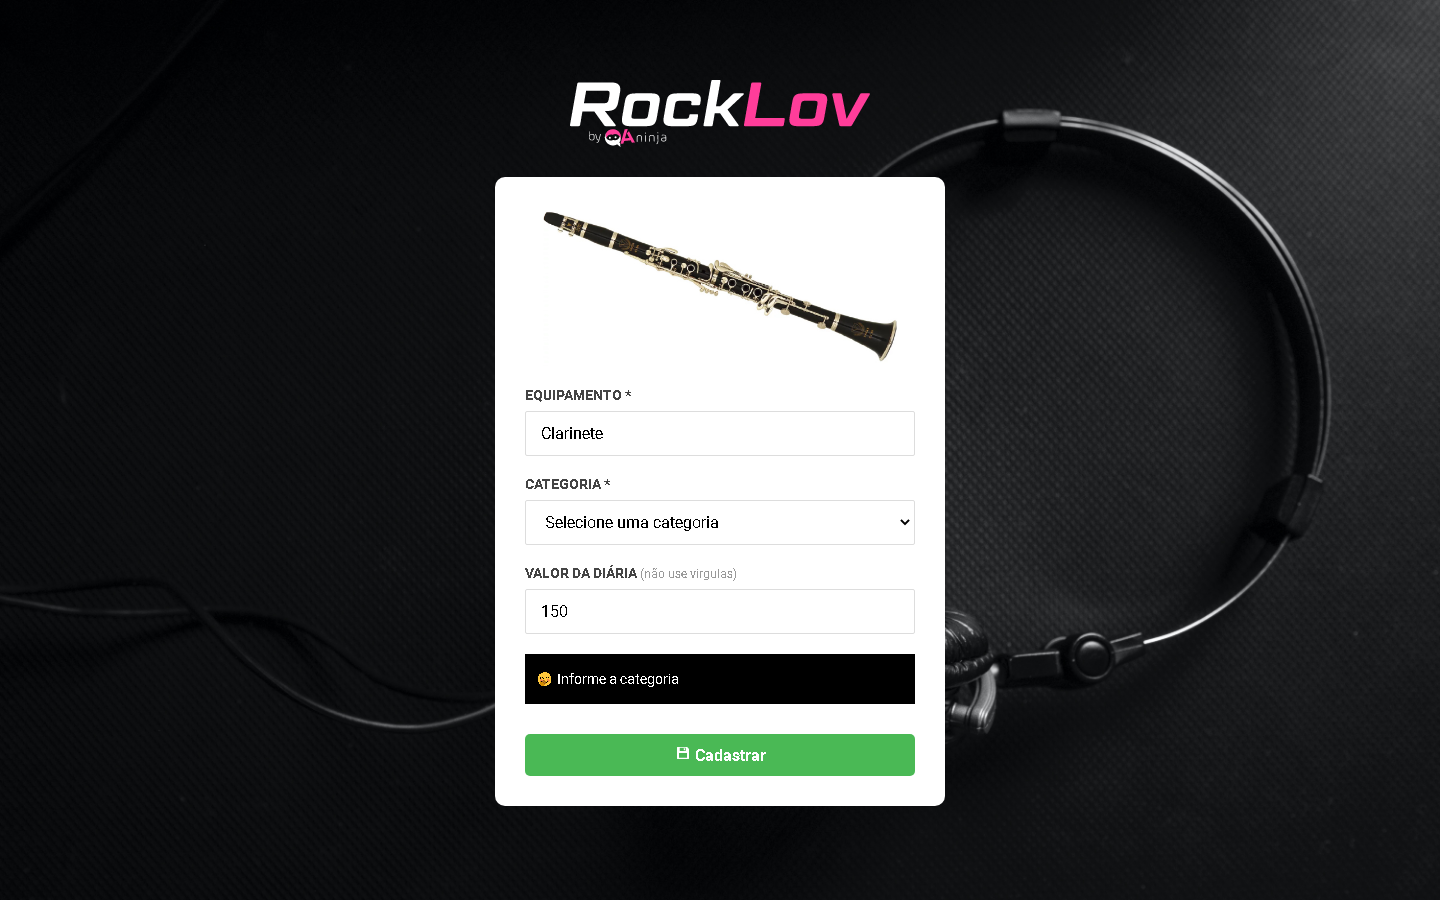 RockLov
by QAninja
EQUIPAMENTO *
Clarinete
CATEGORIA *
Selecione uma categoria
VALOR DA DIÁRIA (não use virgulas)
150
Informe a categoria
Cadastrar